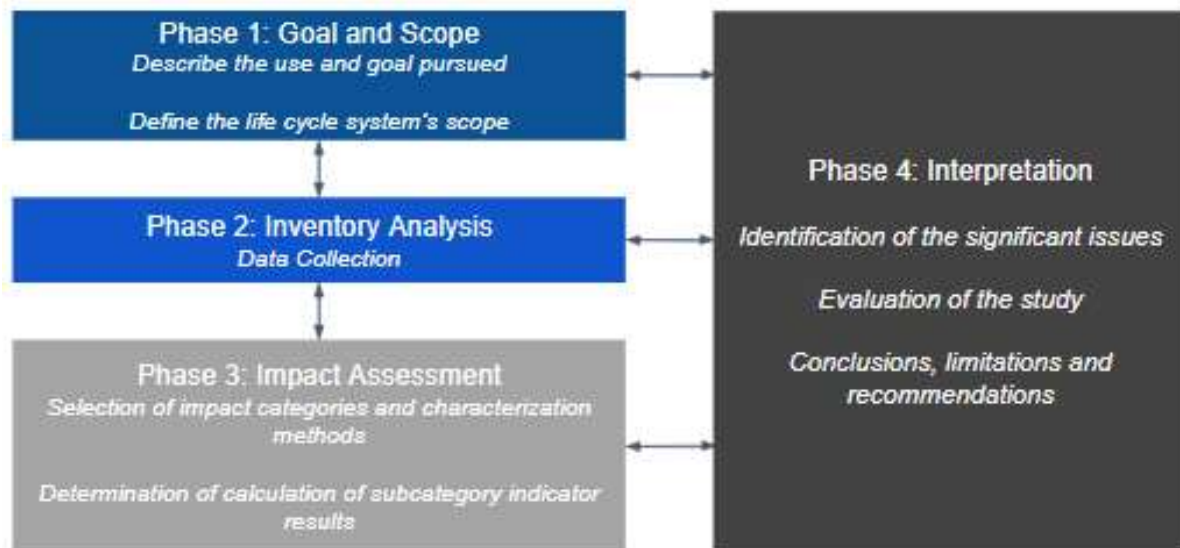 Phase 1: Goal and Scope
Describe the use and goal pursued
Define the life cycle system's scope
Phase 2: Inventory Analysis
Data Collection
Phase 3: Impact Assessment
Selection of impact categories and characterization
methods
Determination of calculation of subcategory indicator
results
Phase 4: Interpretation
Identification of the significant issues
Evaluation of the study
Conclusions, limitations and
recommendations